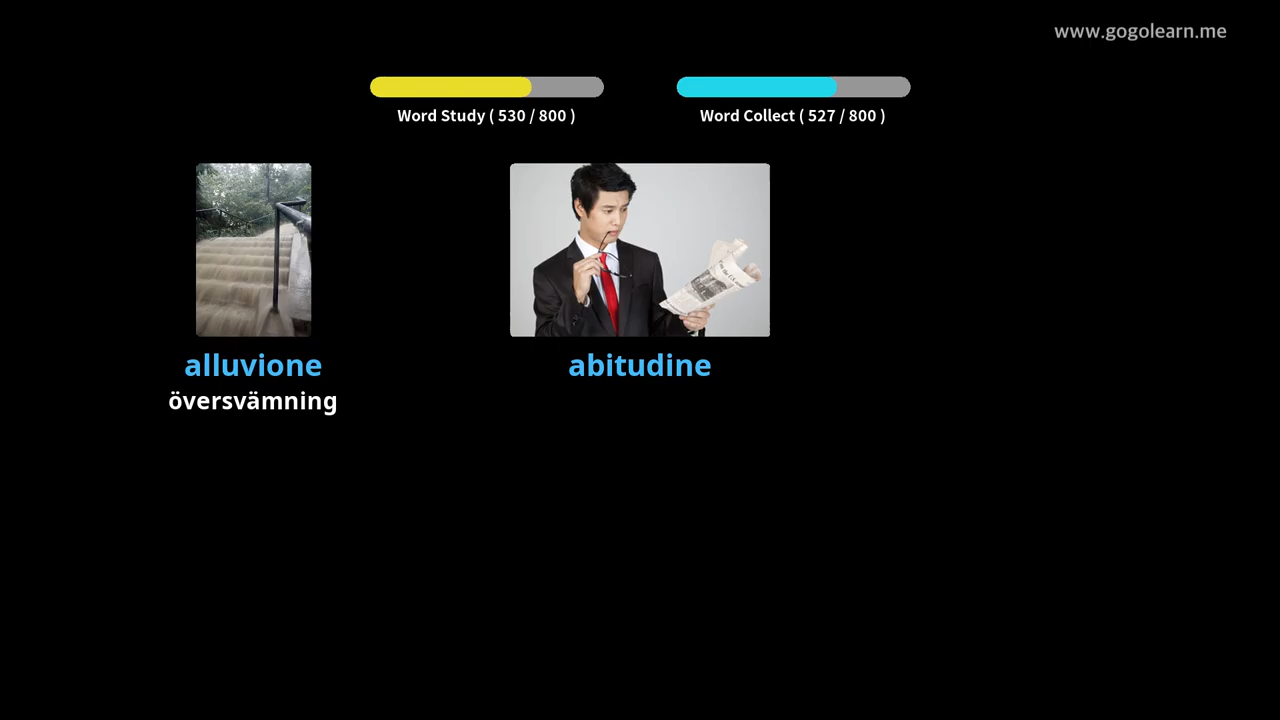 www.gogolearn.me
Word Study ( 530 / 800 )
Word Collect ( 527 / 800 )
alluvione
abitudine
översvämning